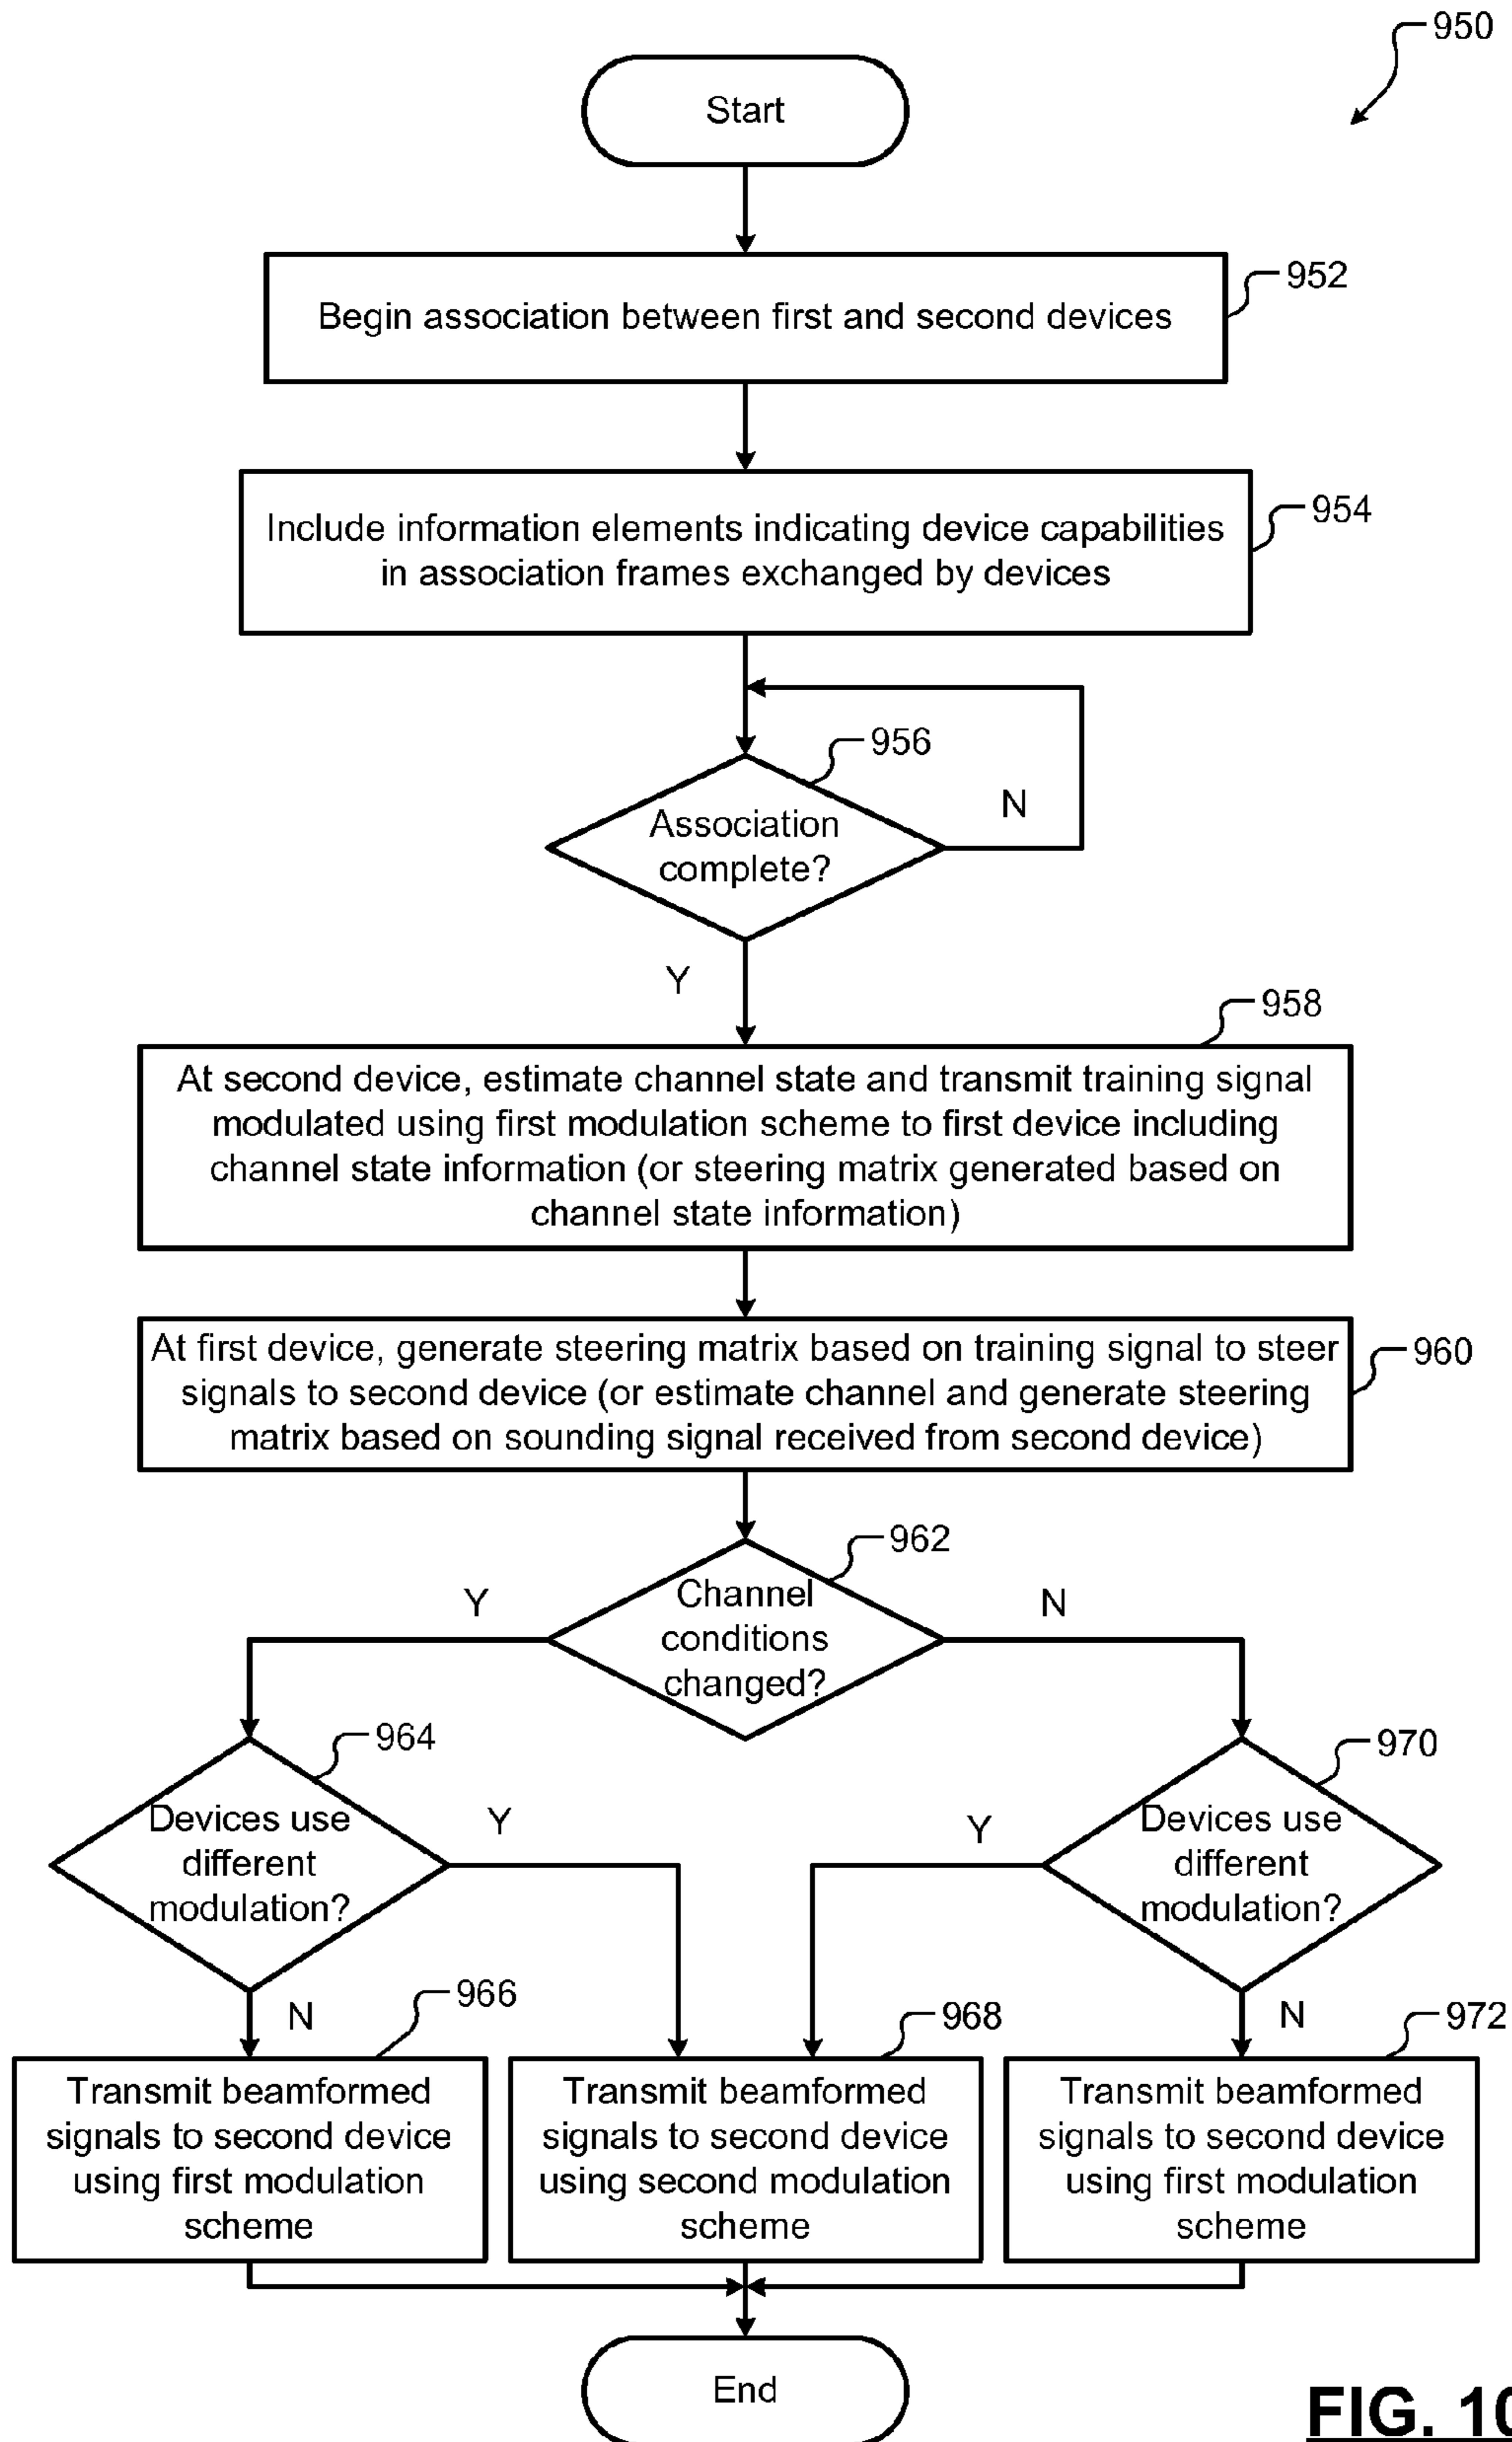 950
Start
952
Begin association between first and second devices
954
Include information elements indicating device capabilities
in association frames exchanged by devices
956
Association
complete?
N
Y
958
At second device, estimate channel state and transmit training signal
modulated using first modulation scheme to first device including
channel state information (or steering matrix generated based on
channel state information)
960
At first device, generate steering matrix based on training signal to steer
signals to second device (or estimate channel and generate steering
matrix based on sounding signal received from second device)
962
Channel
conditions
changed?
Y
N
964
Devices use
different
modulation?
Y
N
970
Devices use
different
modulation?
Y
N
966
Transmit beamformed
signals to second device
using first modulation
scheme
968
Transmit beamformed
signals to second device
using second modulation
scheme
972
Transmit beamformed
signals to second device
using first modulation
scheme
End
FIG. 10